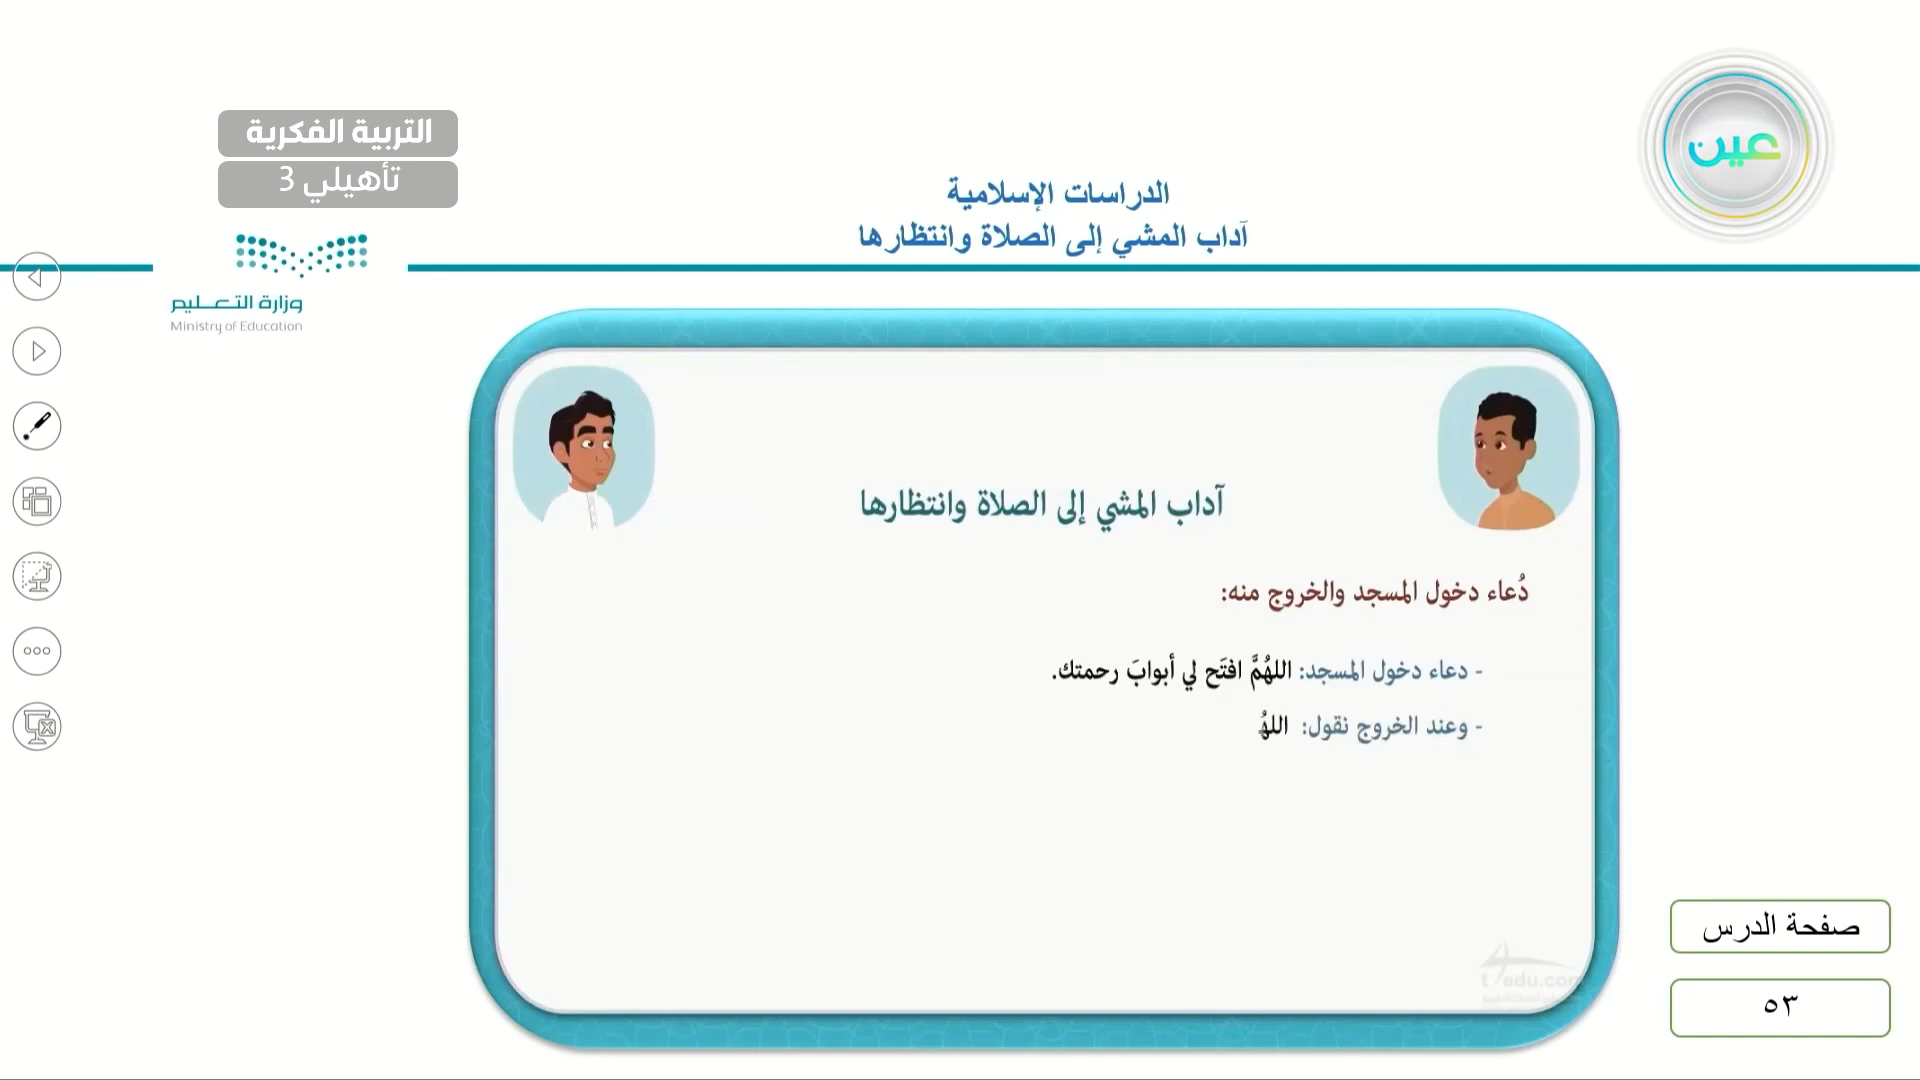 عين
التربية الفكرية
تأهيلي 3
الدراسات الإسلامية
آداب المشي إلى الصلاة وانتظارها
وزارة التعـليم
Ministry of Education
آداب المشي إلى الصلاة وانتظارها
دُعاء دخول المسجد والخروج منه:
- دعاء دخول المسجد: اللهُمَّ افتَح لي أبوابَ رحمتك.
- وعند الخروج نقول: اللهُ
صفحة الدرس
٥٣